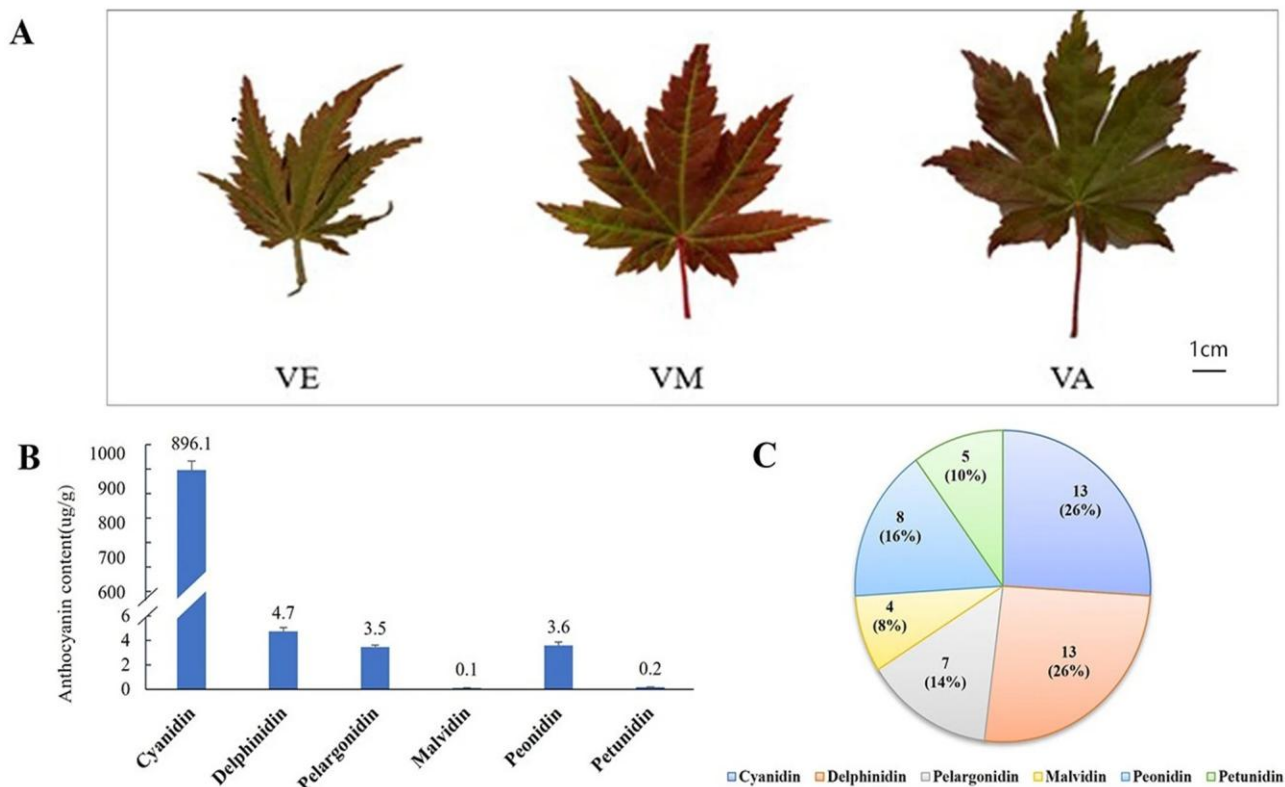 A
VE
VM
VA
1cm
B
Anthocyanin content(ug/g)
1000
900
800
700
600
6
4
2
0
896.1
4.7
3.5
0.1
3.6
0.2
Cyanidin
Delphinidin
Pelargonidin
Malvidin
Peonidin
Petunidin
C
5
(10%)
13
(26%)
8
(16%)
4
(8%)
7
(14%)
13
(26%)
Cyanidin Delphinidin Pelargonidin Malvidin Peonidin Petunidin